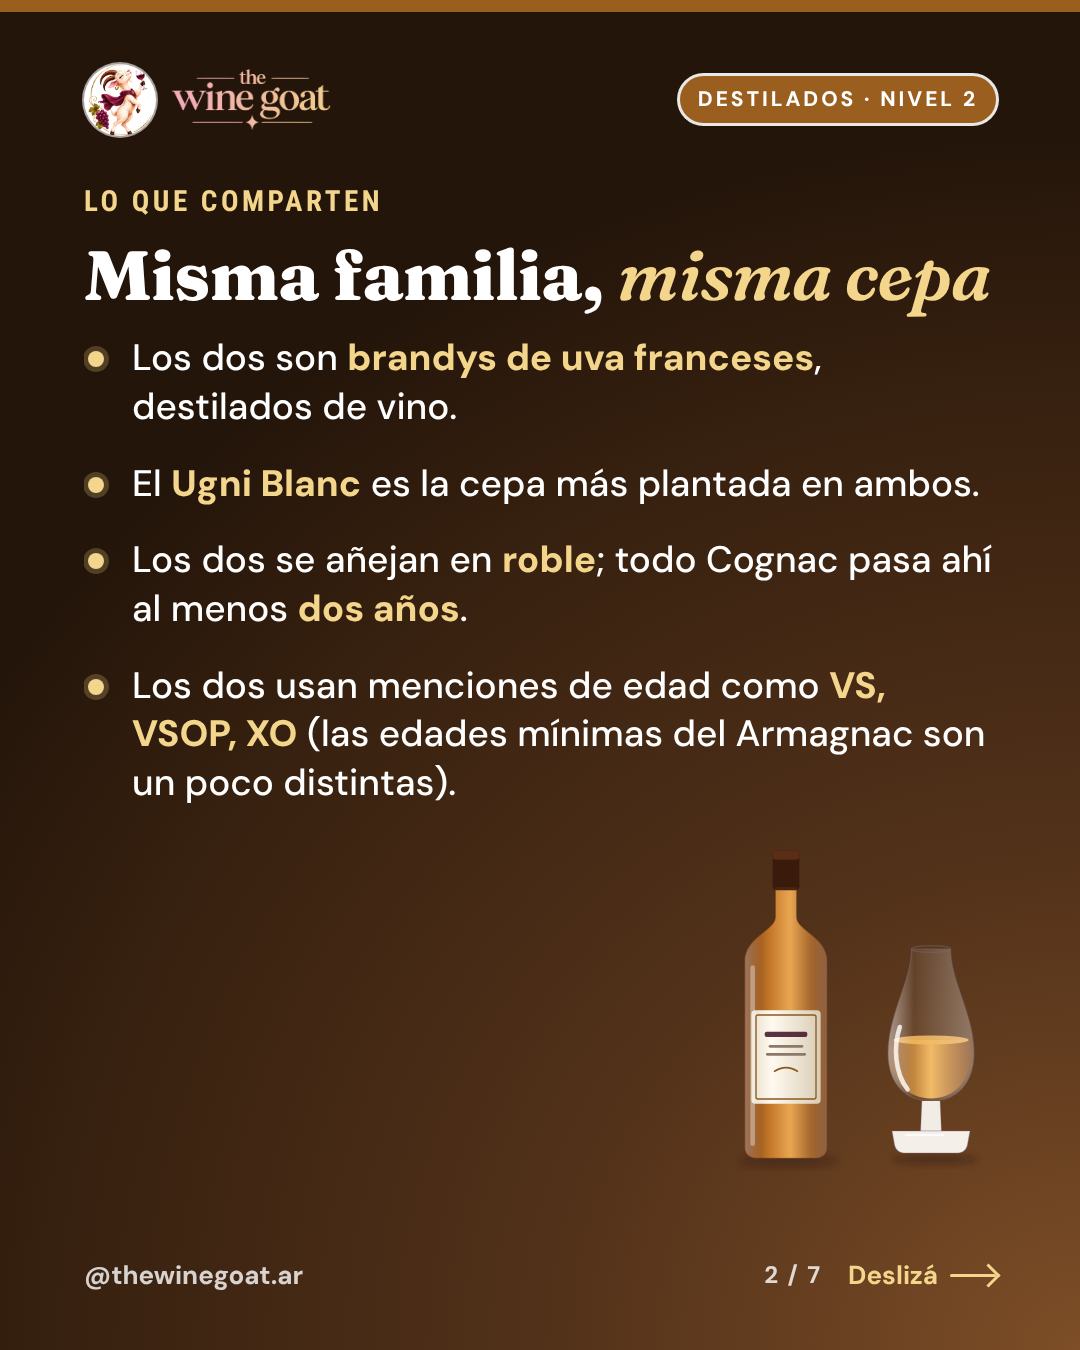 the
wine goat
DESTILADOS · NIVEL 2
LO QUE COMPARTEN
Misma familia, misma cepa
Los dos son brandys de uva franceses,
destilados de vino.
El Ugni Blanc es la cepa más plantada en ambos.
Los dos se añejan en roble; todo Cognac pasa ahí
al menos dos años.
Los dos usan menciones de edad como VS,
VSOP, XO (las edades mínimas del Armagnac son
un poco distintas).
@thewinegoat.ar
2 / 7
Deslizá